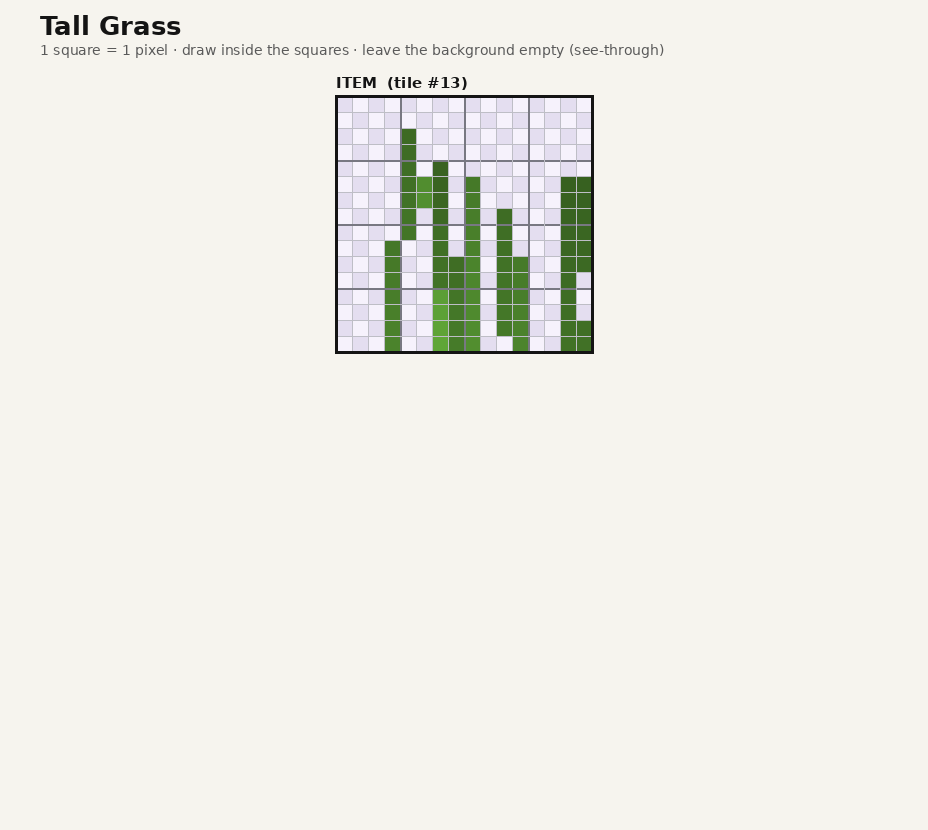 Tall Grass
1 square = 1 pixel · draw inside the squares · leave the background empty (see-through)
ITEM (tile #13)